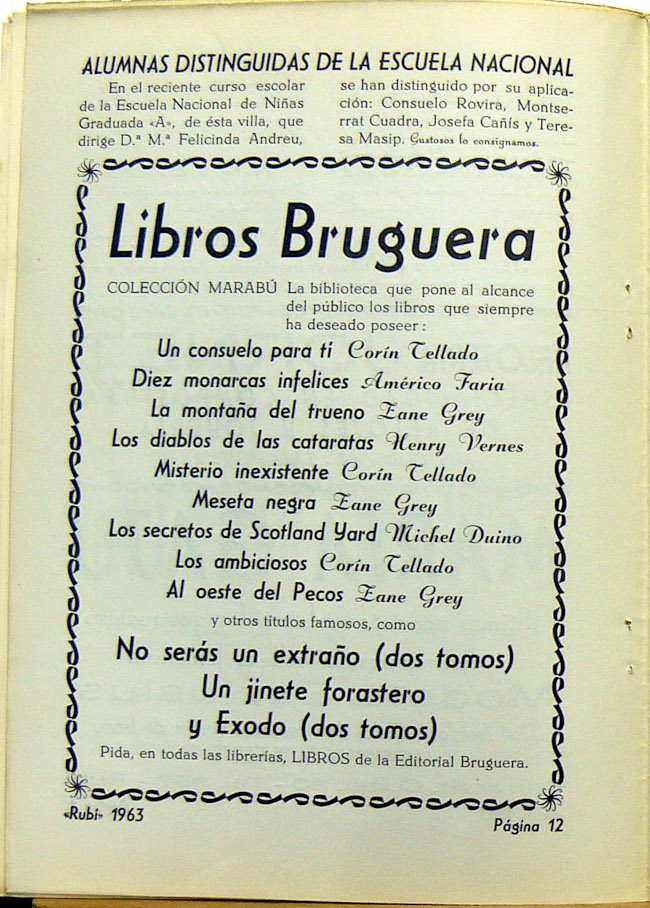 ALUMNAS DISTINGUIDAS DE LA ESCUELA NACIONAL
En el reciente curso escolar
de la Escuela Nacional de Niñas
Graduada «A», de ésta villa, que
dirige D.ª M.ª Felicinda Andreu,
se han distinguido por su aplica-
ción: Consuelo Rovira, Montse-
rrat Cuadra, Josefa Cañís y Tere-
sa Masip. Gustosos lo consignamos.
Libros Bruguera
COLECCIÓN MARABÚ La biblioteca que pone al alcance
del público los libros que siempre
ha deseado poseer:
Un consuelo para ti Corín Tellado
Diez monarcas infelices Américo Faria
La montaña del trueno Zane Grey
Los diablos de las cataratas Henry Vernes
Misterio inexistente Corín Tellado
Meseta negra Zane Grey
Los secretos de Scotland Yard Michel Duino
Los ambiciosos Corín Tellado
Al oeste del Pecos Zane Grey
y otros títulos famosos, como
No serás un extraño (dos tomos)
Un jinete forastero
y Exodo (dos tomos)
Pida, en todas las librerías, LIBROS de la Editorial Bruguera.
«Rubí» 1963
Página 12